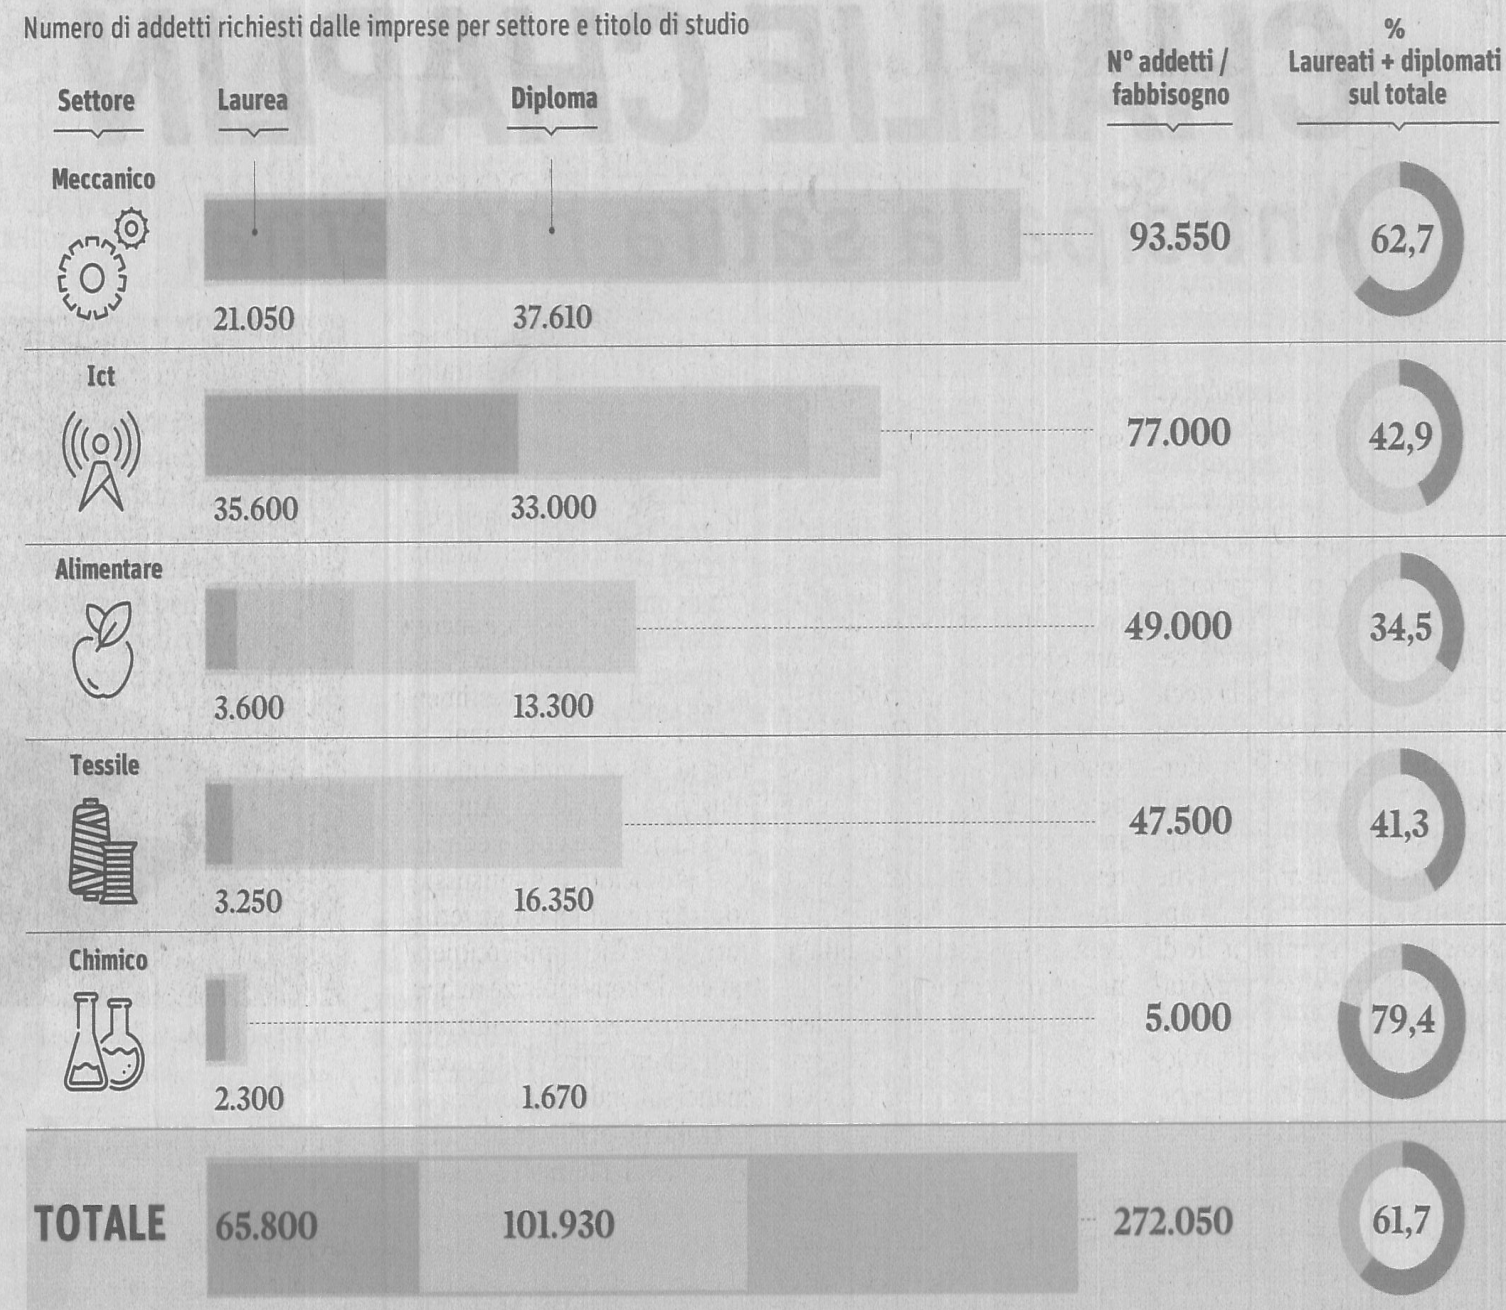 Numero di addetti richiesti dalle imprese per settore e titolo di studio
Settore
Laurea
Diploma
N° addetti /
fabbisogno
%
Laureati + diplomati
sul totale
Meccanico
21.050
37.610
93.550
62,7
Ict
35.600
33.000
77.000
42,9
Alimentare
3.600
13.300
49.000
34,5
Tessile
3.250
16.350
47.500
41,3
Chimico
2.300
1.670
5.000
79,4
TOTALE
65.800
101.930
272.050
61,7